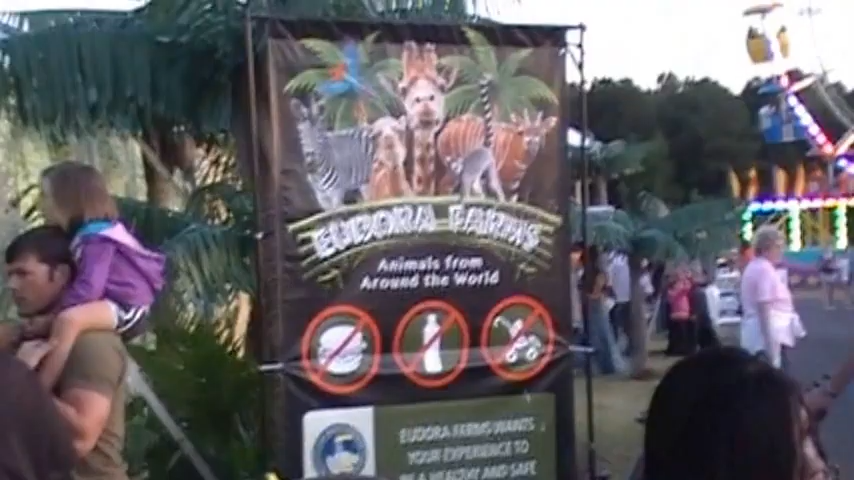 EUDORA FARMS
Animals from
Around the World
EUDORA FARMS WANTS
YOUR EXPERIENCE TO
BE A HEALTHY AND SAFE